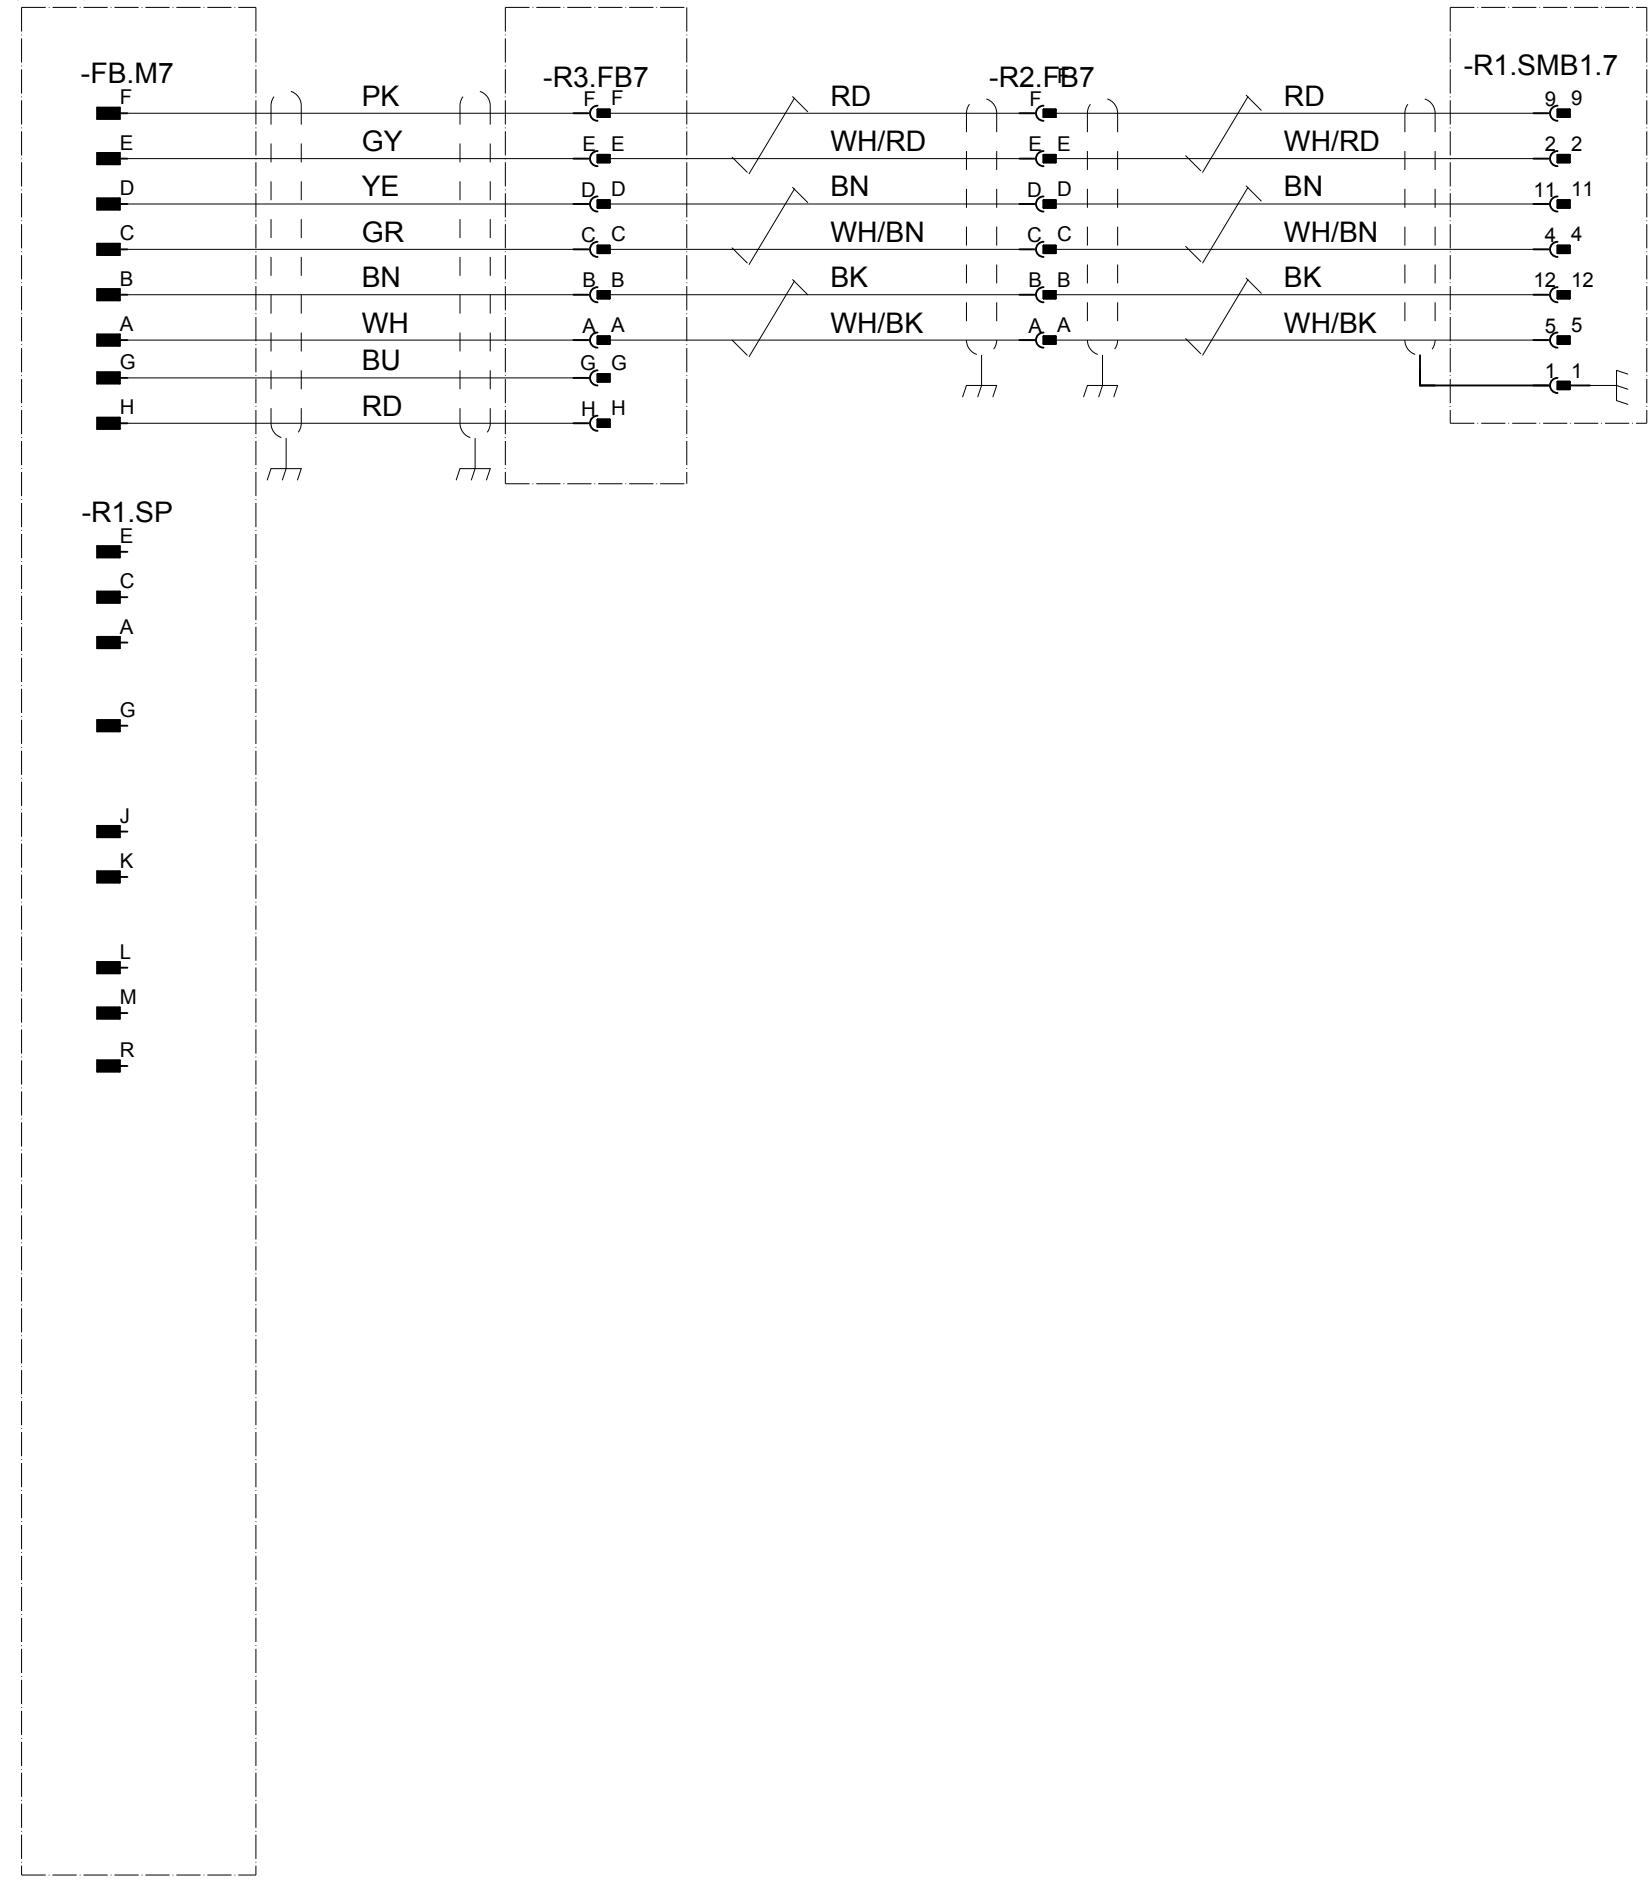 -FB.M7 -R3.FB7 -R2.FB7 -R1.SMB1.7
F PK F F RD F F RD 9 9
E GY E E WH/RD E E WH/RD 2 2
D YE D D BN D D BN 11 11
C GR C C WH/BN C C WH/BN 4 4
B BN B B BK B B BK 12 12
A WH A A WH/BK A A WH/BK 5 5
G BU G G 1 1
H RD H H
-R1.SP
E
C
A
G
J
K
L
M
R